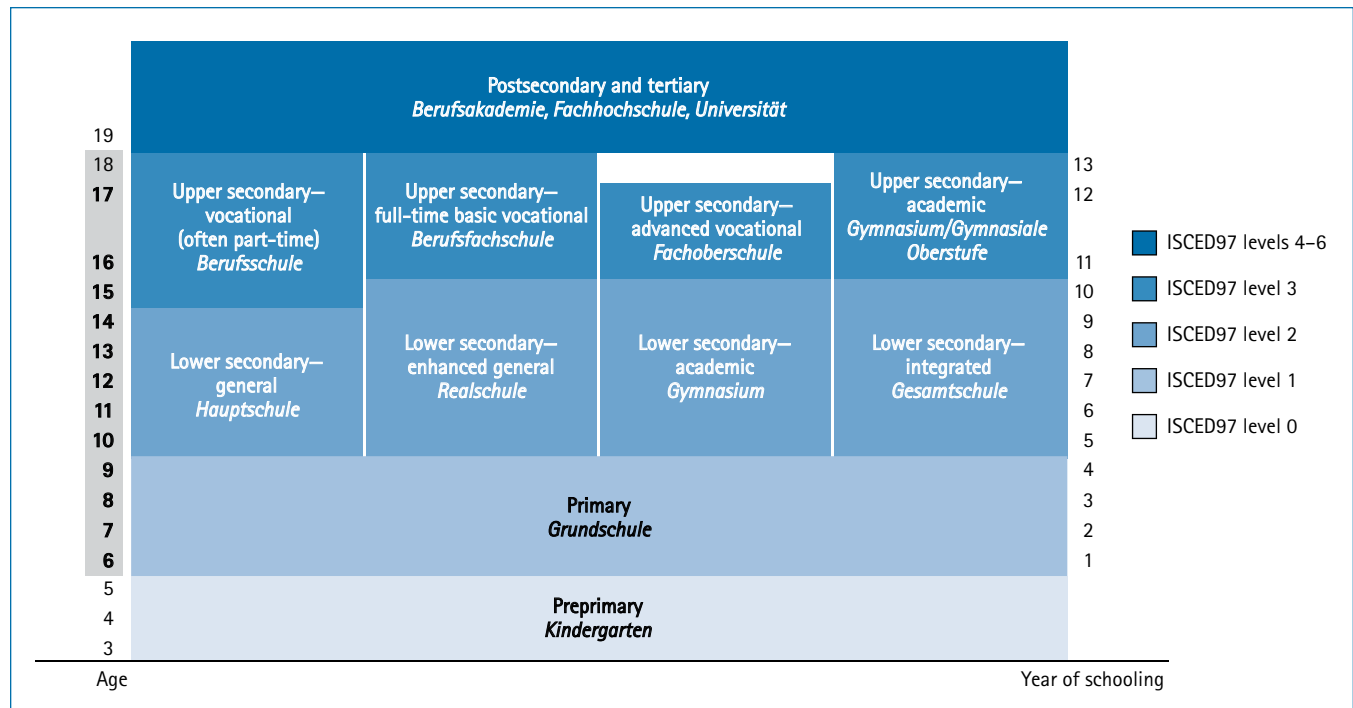 Postsecondary and tertiary
Berufsakademie, Fachhochschule, Universität
19
18
17
16
15
14
13
12
11
10
9
8
7
6
5
4
3
Upper secondary—
vocational
(often part-time)
Berufsschule
Upper secondary—
full-time basic vocational
Berufsfachschule
Upper secondary—
advanced vocational
Fachoberschule
Upper secondary—
academic
Gymnasium/Gymnasiale
Oberstufe
Lower secondary—
general
Hauptschule
Lower secondary—
enhanced general
Realschule
Lower secondary—
academic
Gymnasium
Lower secondary—
integrated
Gesamtschule
Primary
Grundschule
Preprimary
Kindergarten
13
12
11
10
9
8
7
6
5
4
3
2
1
ISCED97 levels 4–6
ISCED97 level 3
ISCED97 level 2
ISCED97 level 1
ISCED97 level 0
Age
Year of schooling